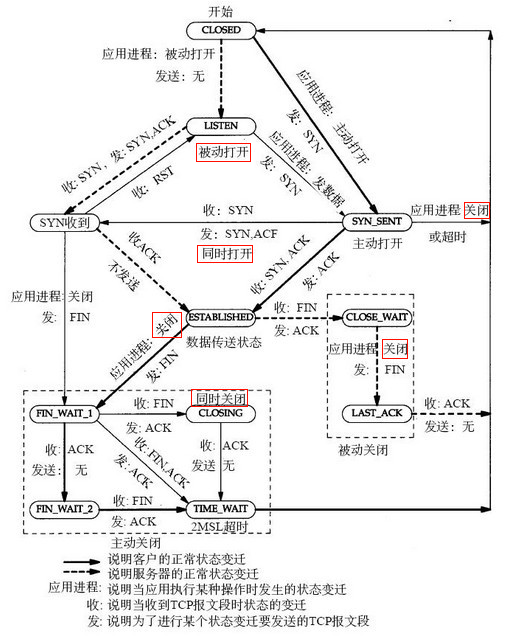 开始
CLOSED
应用进程：被动打开
发送：无
应用进程：主动打开
发：SYN
LISTEN
被动打开
收: SYN，发: SYN,ACK
收：RST
应用进程：发数据
发：SYN
SYN收到
收：SYN
发：SYN,ACF
同时打开
SYN_SENT
主动打开
应用进程:关闭
或超时
收ACK
不发送
收: SYN, ACK
发: ACK
应用进程: 关闭
发: FIN
ESTABLISHED
数据传送状态
收: FIN
发: ACK
CLOSE_WAIT
应用进程:关闭
发: FIN
LAST_ACK
收: ACK
发送: 无
被动关闭
应用进程: 关闭
发: FIN
同时关闭
FIN_WAIT_1
收: FIN
发: ACK
CLOSING
收: ACK
发送: 无
收: FIN,ACK
发: ACK
收: ACK
发送 无
FIN_WAIT_2
收: FIN
发: ACK
TIME_WAIT
2MSL超时
主动关闭
说明客户的正常状态变迁
说明服务器的正常状态变迁
应用进程: 说明当应用执行某种操作时发生的状态变迁
收: 说明当收到TCP报文段时状态的变迁
发: 说明为了进行某个状态变迁要发送的TCP报文段